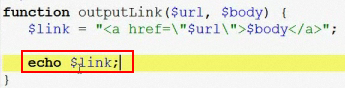 function outputLink($url, $body) {
$link = "<a href=\"$url\">$body</a>";
echo $link;
}